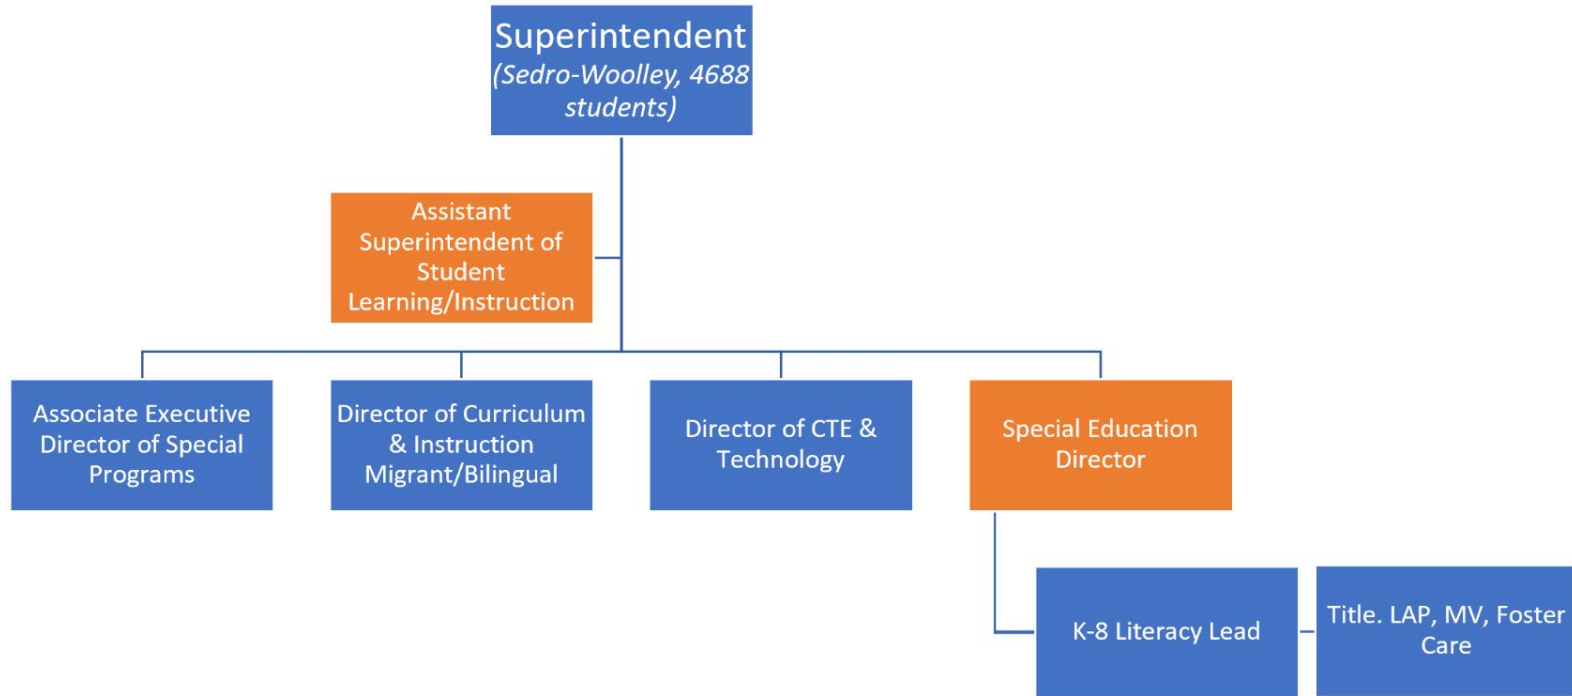 Superintendent
(Sedro-Woolley, 4688
students)
Assistant
Superintendent of
Student
Learning/Instruction
Associate Executive
Director of Special
Programs
Director of Curriculum
& Instruction
Migrant/Bilingual
Director of CTE &
Technology
Special Education
Director
K-8 Literacy Lead
Title. LAP, MV, Foster
Care